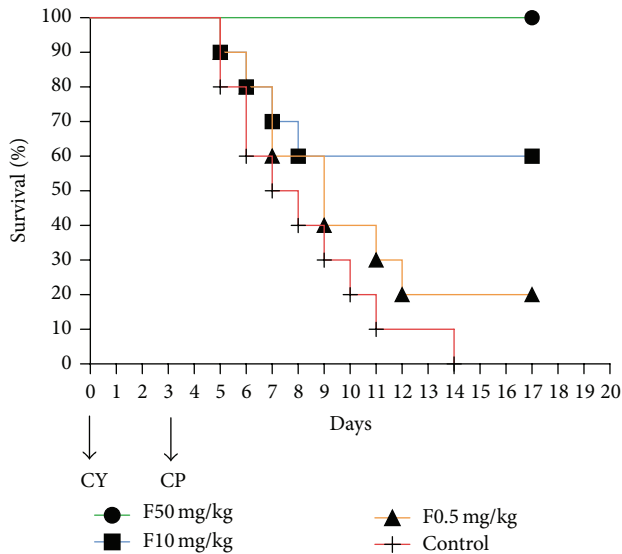 Survival (%)
100
90
80
70
60
50
40
30
20
10
0
0 1 2 3 4 5 6 7 8 9 10 11 12 13 14 15 16 17 18 19 20
Days
CY CP
F50 mg/kg
F10 mg/kg
F0.5 mg/kg
Control